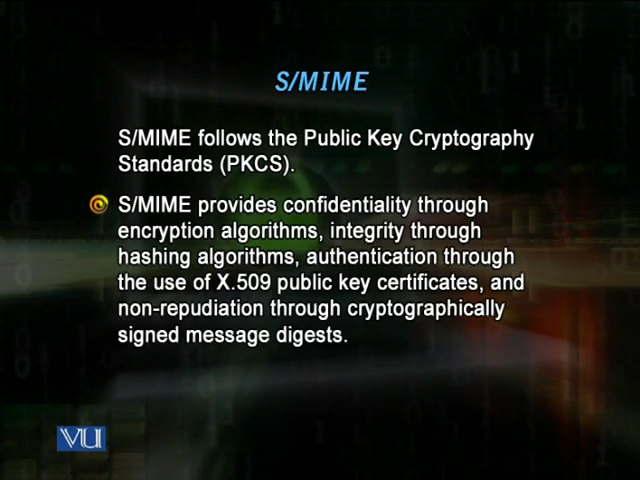 S/MIME
S/MIME follows the Public Key Cryptography
Standards (PKCS).
S/MIME provides confidentiality through
encryption algorithms, integrity through
hashing algorithms, authentication through
the use of X.509 public key certificates, and
non-repudiation through cryptographically
signed message digests.
VU